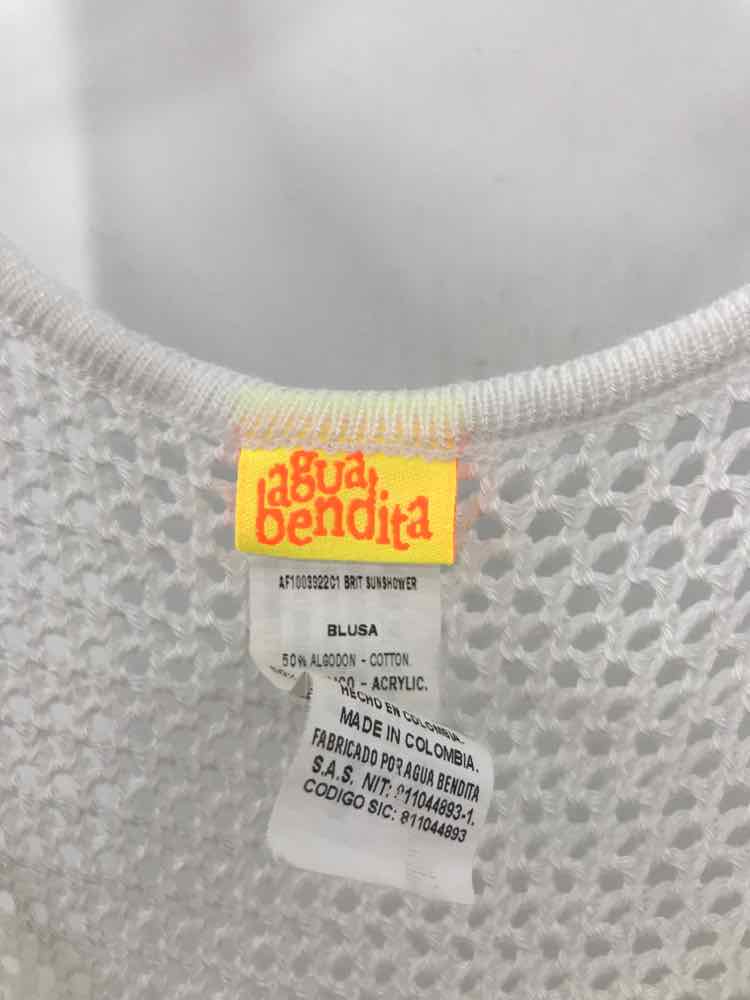 agua
bendita
AF1003922C1 BRIT SUNSHOWER
BLUSA
50% ALGODON - COTTON
- ACRYLIC.
HECHO EN COLOMBIA.
MADE IN COLOMBIA.
FABRICADO POR AGUA BENDITA
S.A.S. NIT: 811044893-1.
CODIGO SIC: 811044893